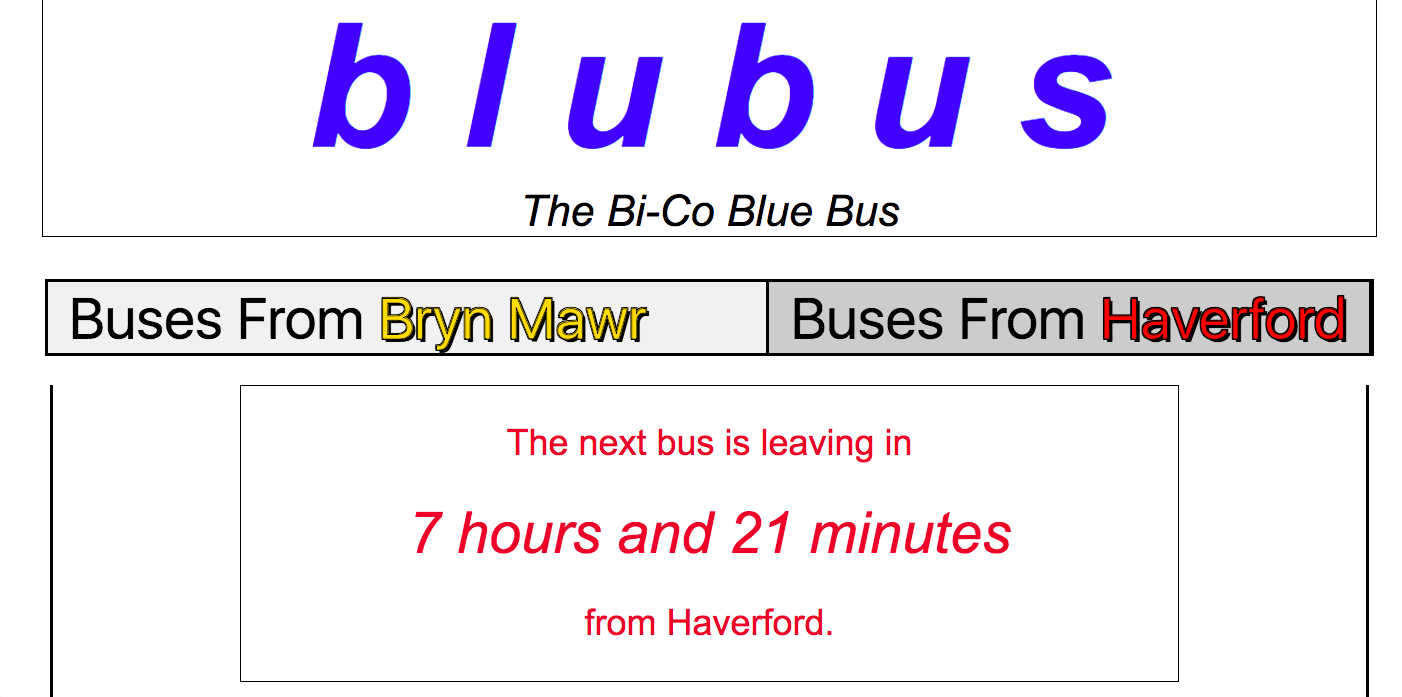 b l u b u s
The Bi-Co Blue Bus
Buses From Bryn Mawr
Buses From Haverford
The next bus is leaving in
7 hours and 21 minutes
from Haverford.